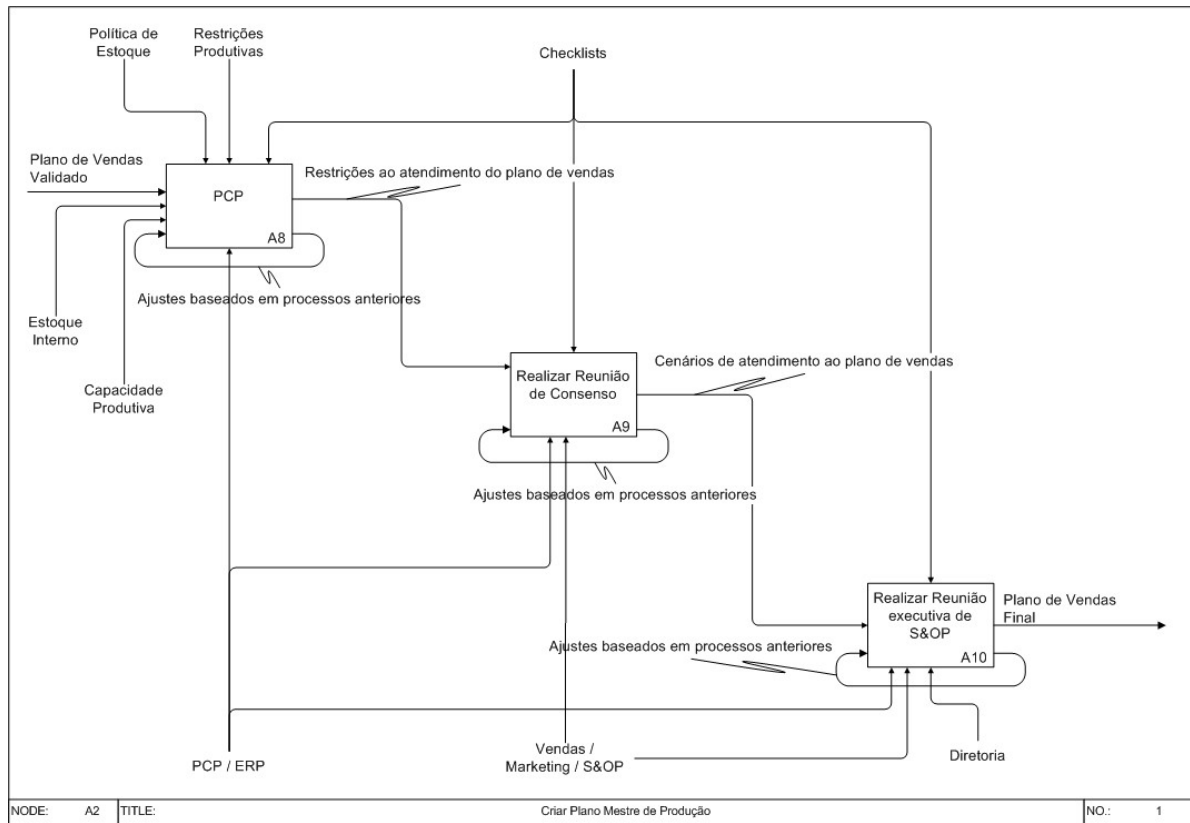 Política de
Estoque
Restrições
Produtivas
Checklists
Plano de Vendas
Validado
PCP
A8
Restrições ao atendimento do plano de vendas
Ajustes baseados em processos anteriores
Estoque
Interno
Capacidade
Produtiva
Realizar Reunião
de Consenso
A9
Cenários de atendimento ao plano de vendas
Ajustes baseados em processos anteriores
Realizar Reunião
executiva de
S&OP
A10
Plano de Vendas
Final
Ajustes baseados em processos anteriores
PCP / ERP
Vendas /
Marketing / S&OP
Diretoria
NODE: A2 TITLE: Criar Plano Mestre de Produção NO.: 1